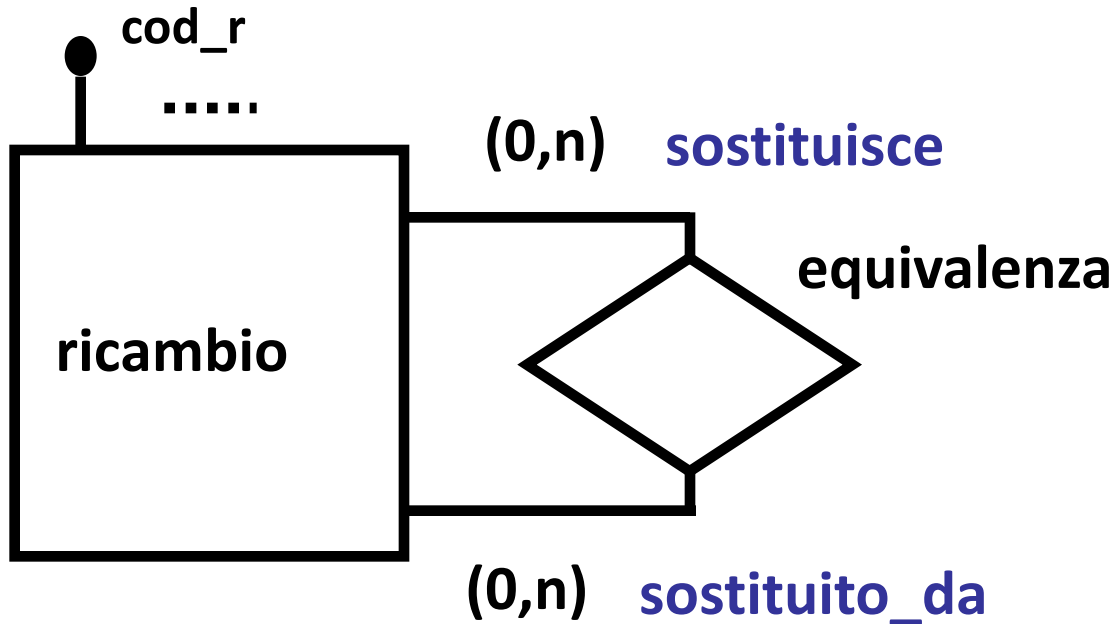 cod_r
.....
(0,n) sostituisce
equivalenza
ricambio
(0,n) sostituito_da